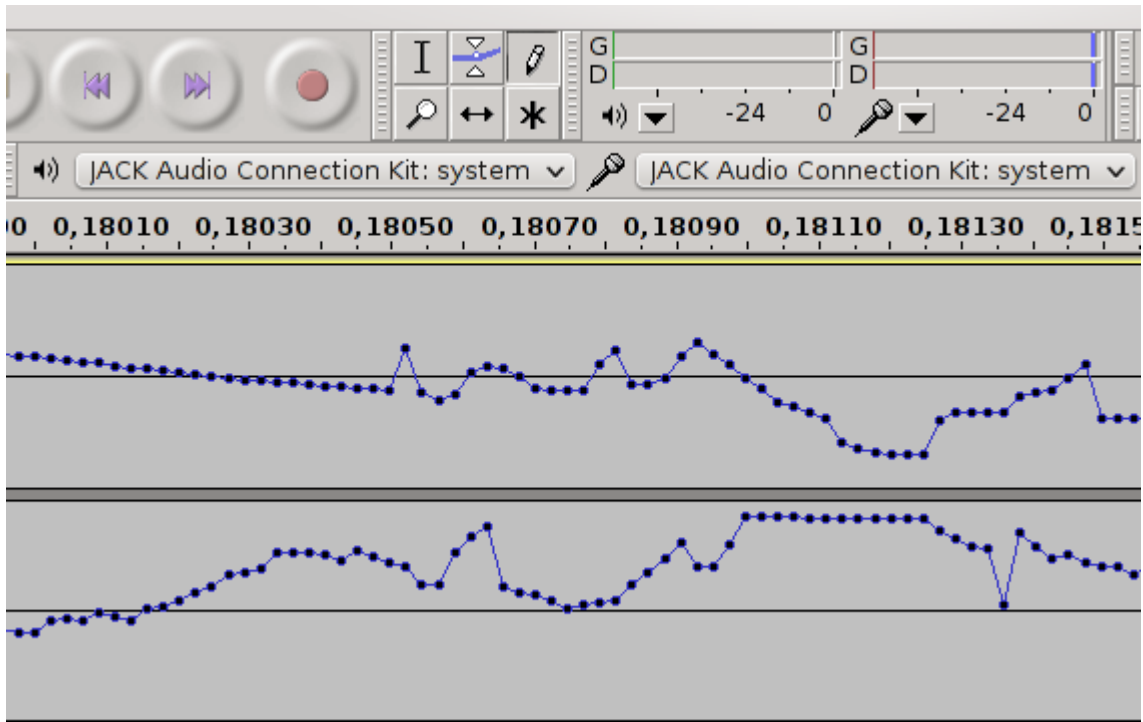 G G
D D
-24 0 -24 0
JACK Audio Connection Kit: system JACK Audio Connection Kit: system
0,18010 0,18030 0,18050 0,18070 0,18090 0,18110 0,18130